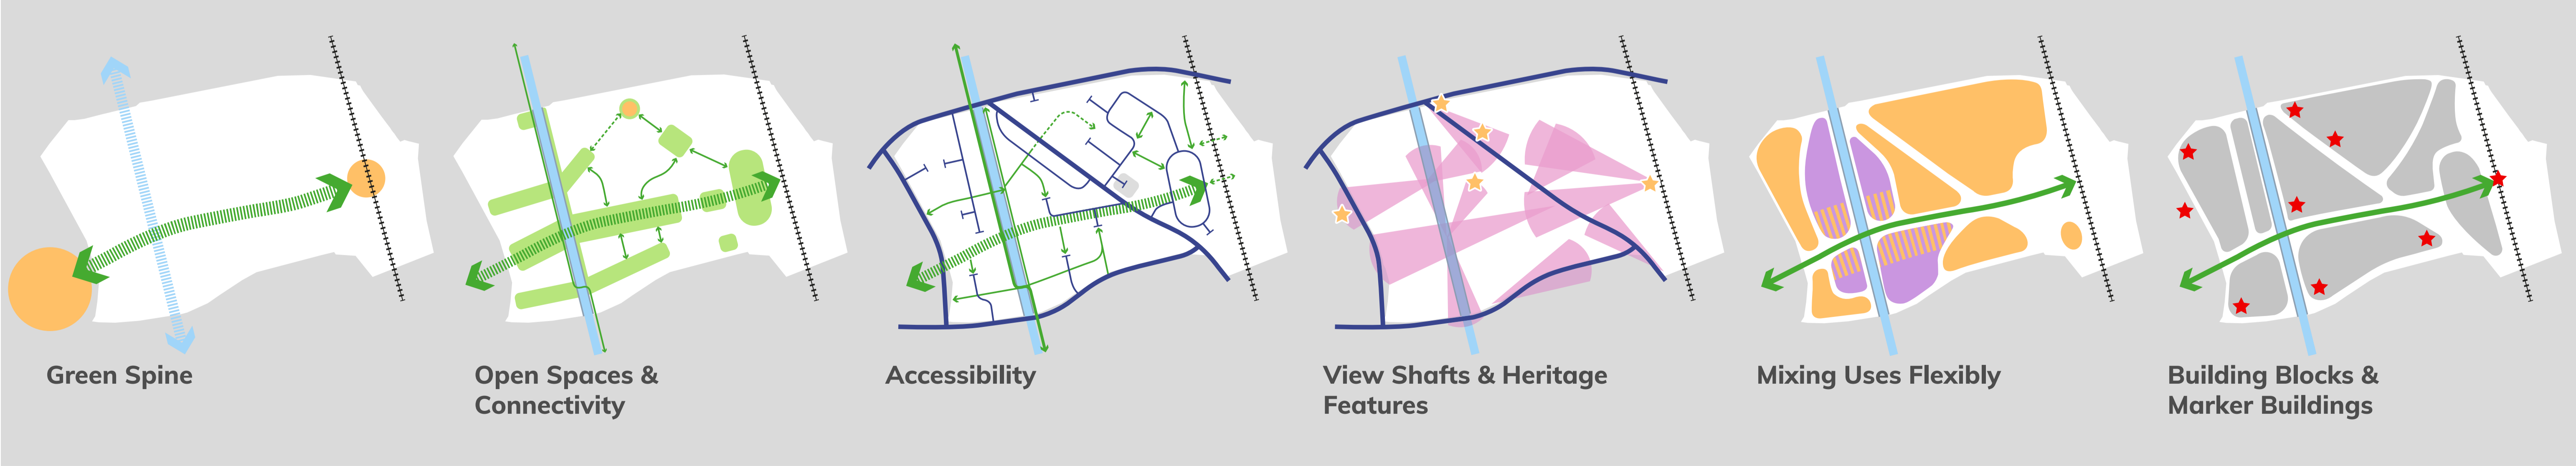 Green Spine
Open Spaces &
Connectivity
Accessibility
View Shafts & Heritage
Features
Mixing Uses Flexibly
Building Blocks &
Marker Buildings